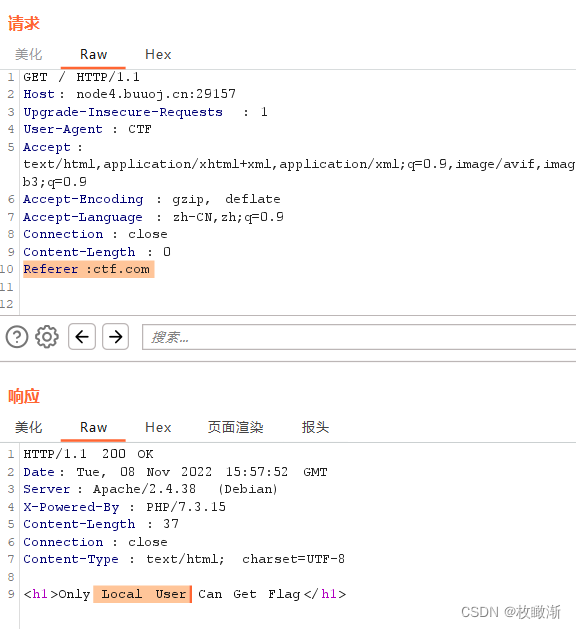 请求
美化 Raw Hex
1 GET / HTTP/1.1
2 Host: node4.buuoj.cn:29157
3 Upgrade-Insecure-Requests : 1
4 User-Agent : CTF
5 Accept :
text/html,application/xhtml+xml,application/xml;q=0.9,image/avif,imag
b3;q=0.9
6 Accept-Encoding : gzip, deflate
7 Accept-Language : zh-CN,zh;q=0.9
8 Connection : close
9 Content-Length : 0
10 Referer :ctf.com
11
12
搜索...
响应
美化 Raw Hex 页面渲染 报头
1 HTTP/1.1 200 OK
2 Date: Tue, 08 Nov 2022 15:57:52 GMT
3 Server : Apache/2.4.38 (Debian)
4 X-Powered-By : PHP/7.3.15
5 Content-Length : 37
6 Connection : close
7 Content-Type : text/html; charset=UTF-8
8
9 <h1>Only Local User Can Get Flag</h1>
CSDN @枚瞰渐